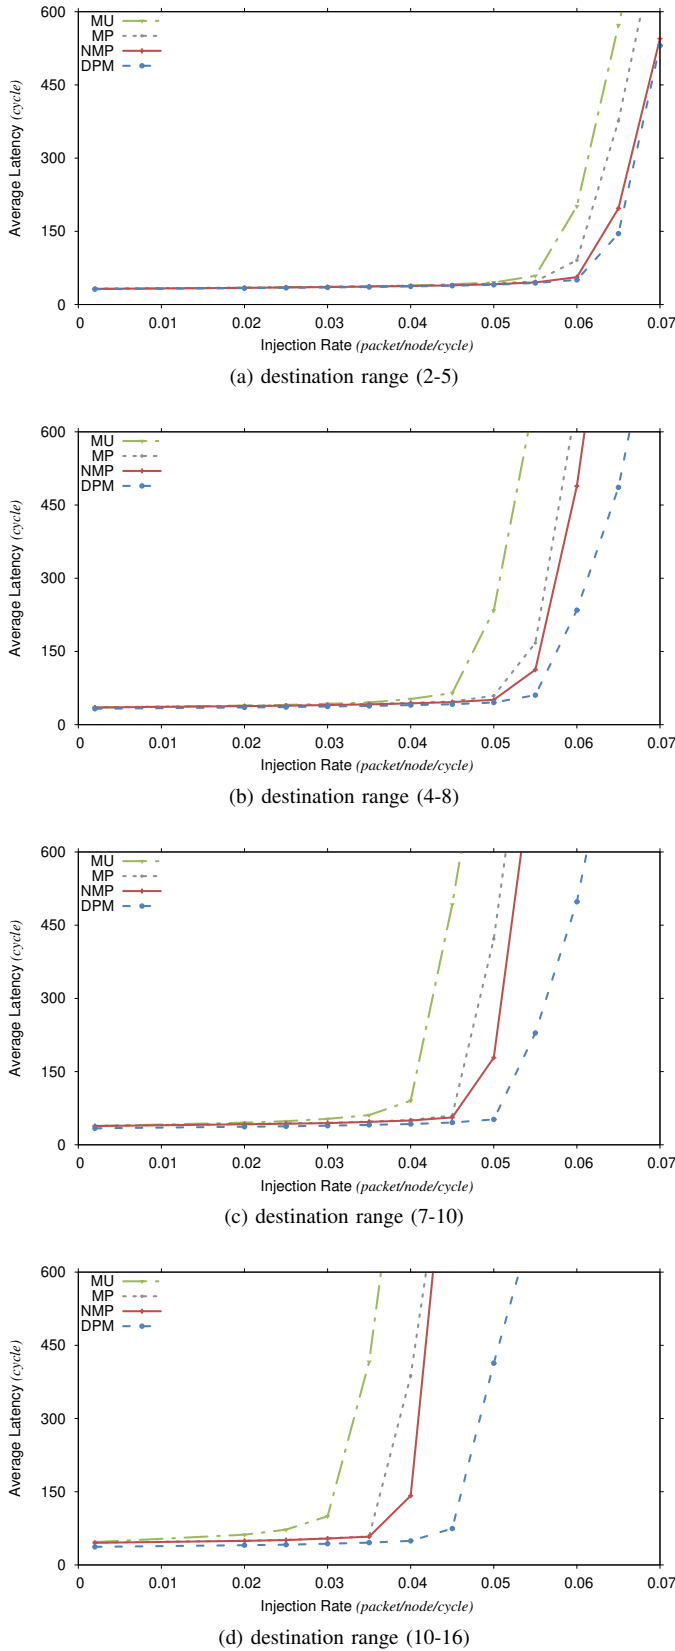 600
450
300
150
0
Average Latency (cycle)
MU
MP
NMP
DPM
0 0.01 0.02 0.03 0.04 0.05 0.06 0.07
Injection Rate (packet/node/cycle)
(a) destination range (2-5)
600
450
300
150
0
Average Latency (cycle)
MU
MP
NMP
DPM
0 0.01 0.02 0.03 0.04 0.05 0.06 0.07
Injection Rate (packet/node/cycle)
(b) destination range (4-8)
600
450
300
150
0
Average Latency (cycle)
MU
MP
NMP
DPM
0 0.01 0.02 0.03 0.04 0.05 0.06 0.07
Injection Rate (packet/node/cycle)
(c) destination range (7-10)
600
450
300
150
0
Average Latency (cycle)
MU
MP
NMP
DPM
0 0.01 0.02 0.03 0.04 0.05 0.06 0.07
Injection Rate (packet/node/cycle)
(d) destination range (10-16)